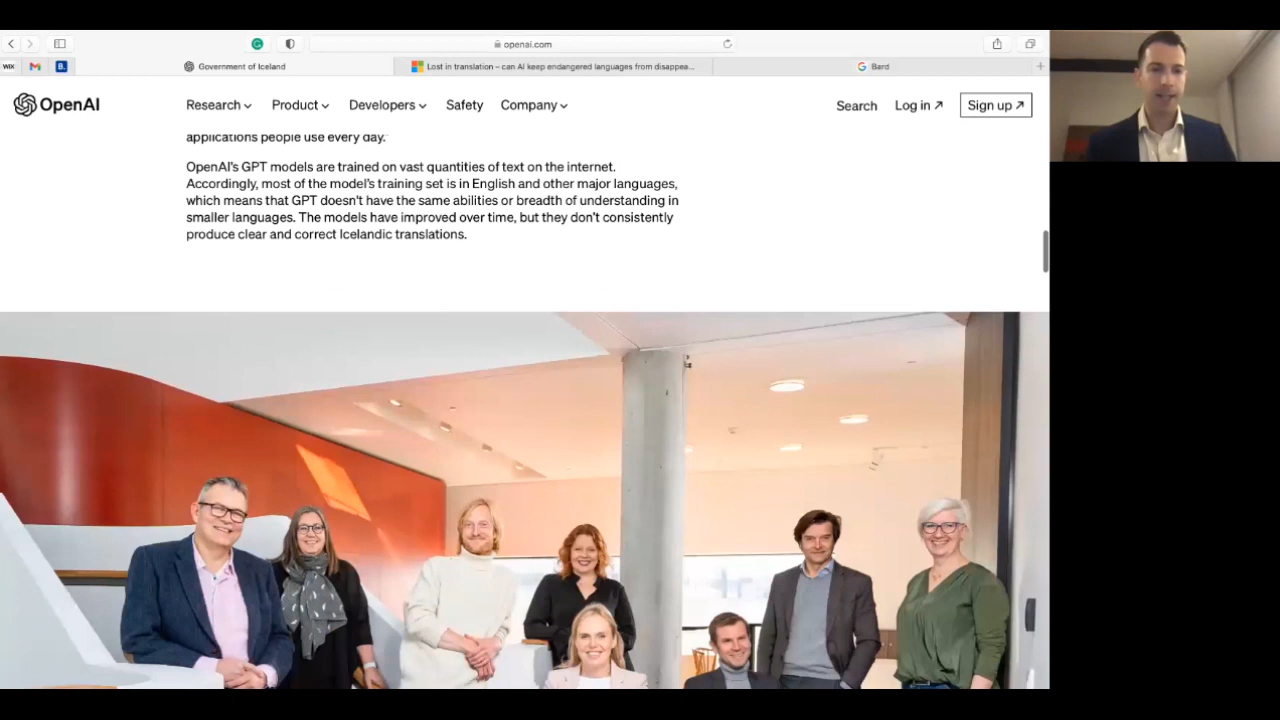 openai.com
WIX
B.
Government of Iceland
Lost in translation – can AI keep endangered languages from disappea...
G
Bard
OpenAI
Research
Product
Developers
Safety
Company
Search
Log in ↗
Sign up ↗
applications people use every day.
OpenAI's GPT models are trained on vast quantities of text on the internet.
Accordingly, most of the model's training set is in English and other major languages,
which means that GPT doesn't have the same abilities or breadth of understanding in
smaller languages. The models have improved over time, but they don't consistently
produce clear and correct Icelandic translations.